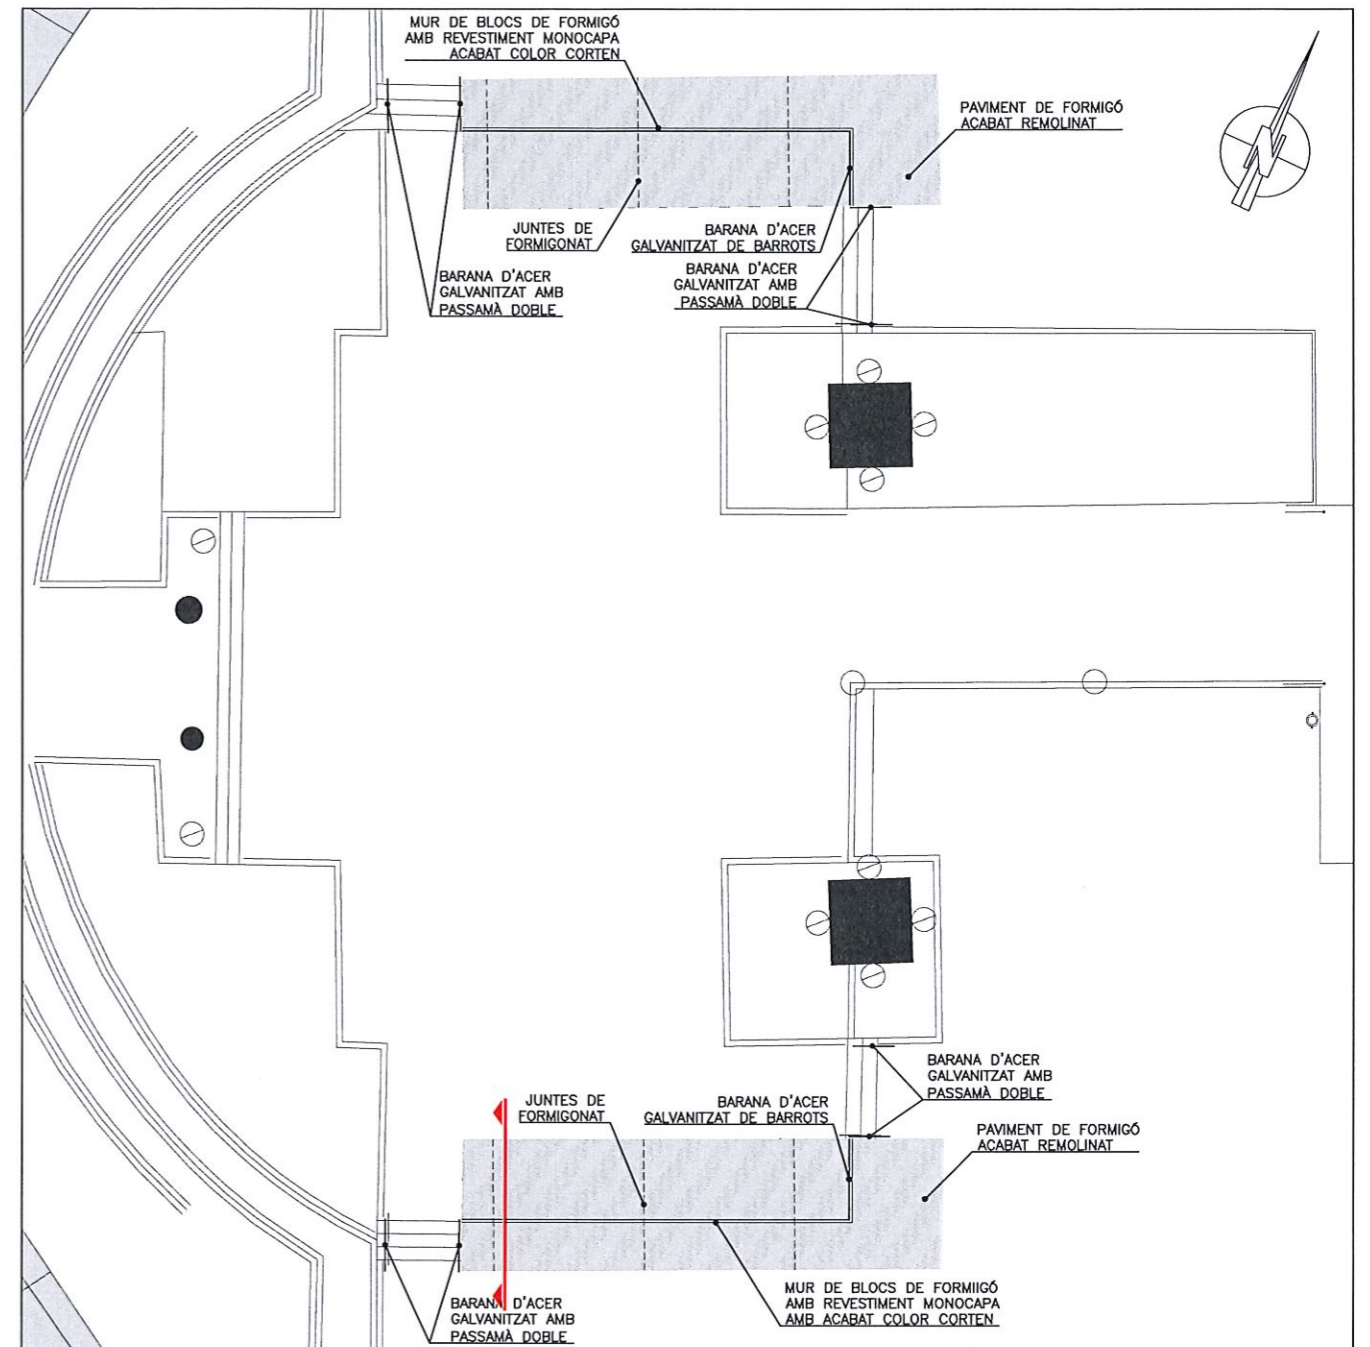 MUR DE BLOCS DE FORMIGÓ
AMB REVESTIMENT MONOCAPA
ACABAT COLOR CORTEN
PAVIMENT DE FORMIGÓ
ACABAT REMOLINAT
JUNTES DE
FORMIGONAT
BARANA D'ACER
GALVANITZAT DE BARROTS
BARANA D'ACER
GALVANITZAT AMB
PASSAMÀ DOBLE
BARANA D'ACER
GALVANITZAT AMB
PASSAMÀ DOBLE
BARANA D'ACER
GALVANITZAT AMB
PASSAMÀ DOBLE
JUNTES DE
FORMIGONAT
BARANA D'ACER
GALVANITZAT DE BARROTS
PAVIMENT DE FORMIGÓ
ACABAT REMOLINAT
BARANA D'ACER
GALVANITZAT AMB
PASSAMÀ DOBLE
MUR DE BLOCS DE FORMIIGÓ
AMB REVESTIMENT MONOCAPA
AMB ACABAT COLOR CORTEN